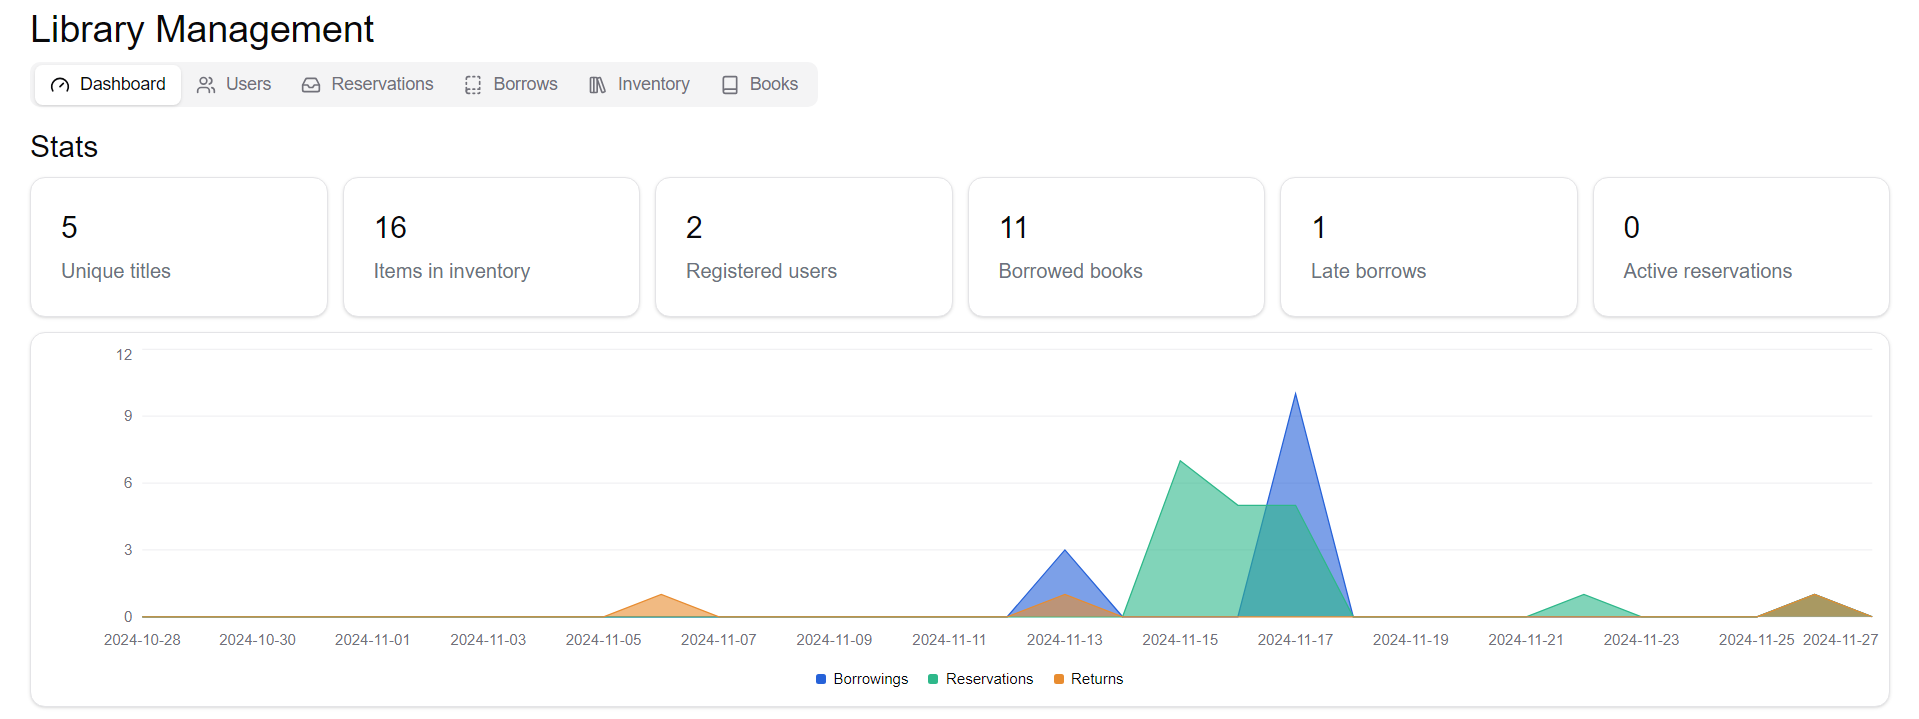 Library Management
Dashboard Users Reservations Borrows Inventory Books
Stats
5
Unique titles
16
Items in inventory
2
Registered users
11
Borrowed books
1
Late borrows
0
Active reservations
12
9
6
3
0
2024-10-28 2024-10-30 2024-11-01 2024-11-03 2024-11-05 2024-11-07 2024-11-09 2024-11-11 2024-11-13 2024-11-15 2024-11-17 2024-11-19 2024-11-21 2024-11-23 2024-11-25 2024-11-27
Borrowings Reservations Returns